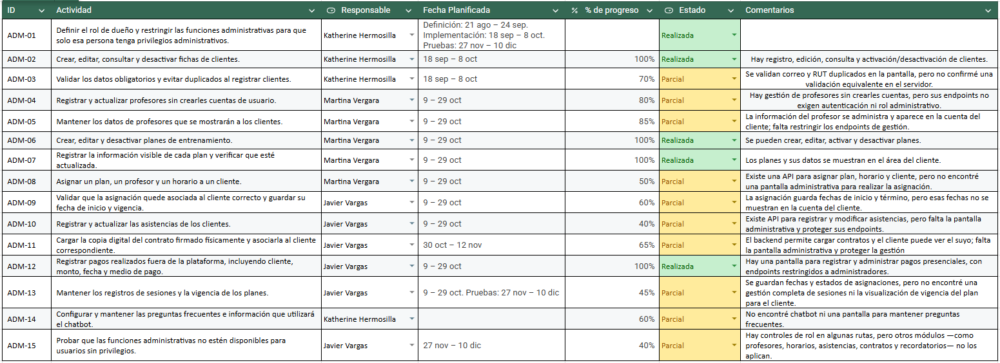 ID Actividad Responsable Fecha Planificada % % de progreso Estado Comentarios
ADM-01 Definir el rol de dueño y restringir las funciones administrativas para que
solo esa persona tenga privilegios administrativos. Katherine Hermosilla Definición: 21 ago – 24 sep.
Implementación: 18 sep – 8 oct.
Pruebas: 27 nov – 10 dic Realizada
ADM-02 Crear, editar, consultar y desactivar fichas de clientes. Katherine Hermosilla 18 sep – 8 oct 100% Realizada Hay registro, edición, consulta y activación/desactivación de clientes.
ADM-03 Validar los datos obligatorios y evitar duplicados al registrar clientes. Katherine Hermosilla 18 sep – 8 oct 70% Parcial Se validan correo y RUT duplicados en la pantalla, pero no confirmé una
validación equivalente en el servidor.
ADM-04 Registrar y actualizar profesores sin crearles cuentas de usuario. Martina Vergara 9 – 29 oct 80% Parcial Hay gestión de profesores sin crearles cuentas, pero sus endpoints no
exigen autenticación ni rol administrativo.
ADM-05 Mantener los datos de profesores que se mostrarán a los clientes. Martina Vergara 9 – 29 oct 85% Parcial La información del profesor se administra y aparece en la cuenta del
cliente; falta restringir los endpoints de gestión.
ADM-06 Crear, editar y desactivar planes de entrenamiento. Martina Vergara 9 – 29 oct 100% Realizada Se pueden crear, editar, activar y desactivar planes.
ADM-07 Registrar la información visible de cada plan y verificar que esté
actualizada. Martina Vergara 9 – 29 oct 100% Realizada Los planes y sus datos se muestran en el área del cliente.
ADM-08 Asignar un plan, un profesor y un horario a un cliente. Martina Vergara 9 – 29 oct 50% Parcial Existe una API para asignar plan, horario y cliente, pero no encontré
una pantalla administrativa para realizar la asignación.
ADM-09 Validar que la asignación quede asociada al cliente correcto y guardar su
fecha de inicio y vigencia. Javier Vargas 9 – 29 oct 60% Parcial La asignación guarda fechas de inicio y término, pero esas fechas no se
muestran en la cuenta del cliente.
ADM-10 Registrar y actualizar las asistencias de los clientes. Javier Vargas 9 – 29 oct 40% Parcial Existe API para registrar y modificar asistencias, pero falta la pantalla
administrativa y proteger sus endpoints.
ADM-11 Cargar la copia digital del contrato firmado físicamente y asociarla al cliente
correspondiente. Javier Vargas 30 oct – 12 nov 65% Parcial El backend permite cargar contratos y el cliente puede ver el suyo; falta
la pantalla administrativa y proteger la gestión
ADM-12 Registrar pagos realizados fuera de la plataforma, incluyendo cliente,
monto, fecha y medio de pago. Javier Vargas 9 – 29 oct 100% Realizada Hay una pantalla para registrar y administrar pagos presenciales, con
endpoints restringidos a administradores.
ADM-13 Mantener los registros de sesiones y la vigencia de los planes. Javier Vargas 9 – 29 oct. Pruebas: 27 nov – 10 dic 45% Parcial Se guardan fechas y estados de asignaciones, pero no encontré una
gestión completa de sesiones ni la visualización de vigencia del plan
para el cliente.
ADM-14 Configurar y mantener las preguntas frecuentes e información que utilizará
el chatbot. Katherine Hermosilla 60% Parcial No encontré chatbot ni una pantalla para mantener preguntas
frecuentes.
ADM-15 Probar que las funciones administrativas no estén disponibles para
usuarios sin privilegios. Javier Vargas 27 nov – 10 dic 40% Parcial Hay controles de rol en algunas rutas, pero otros módulos —como
profesores, horarios, asistencias, contratos y recordatorios— no los
aplican.